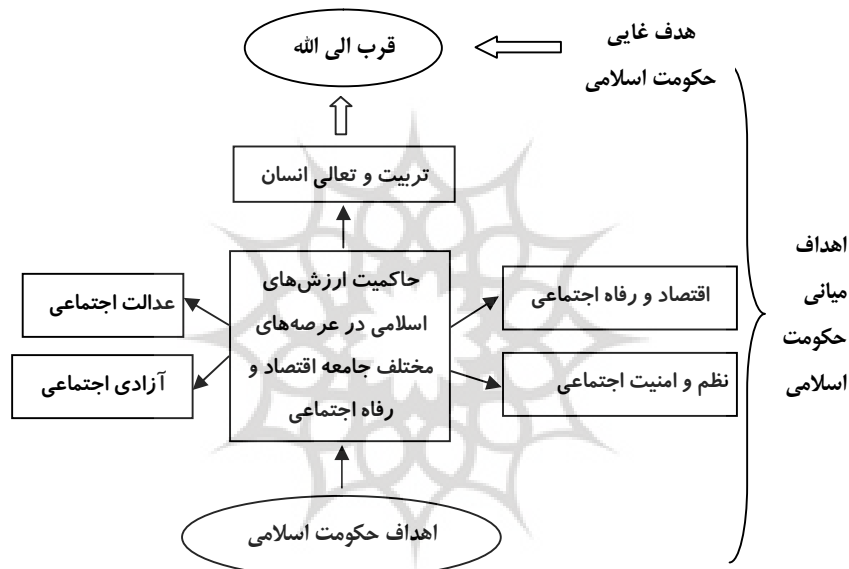 قرب الی الله
هدف غایی
حکومت اسلامی
تربیت و تعالی انسان
حاکمیت ارزش‌های
اسلامی در عرصه‌های
مختلف جامعه اقتصاد و
رفاه اجتماعی
اقتصاد و رفاه اجتماعی
نظم و امنیت اجتماعی
عدالت اجتماعی
آزادی اجتماعی
اهداف
میانی
حکومت
اسلامی
اهداف حکومت اسلامی